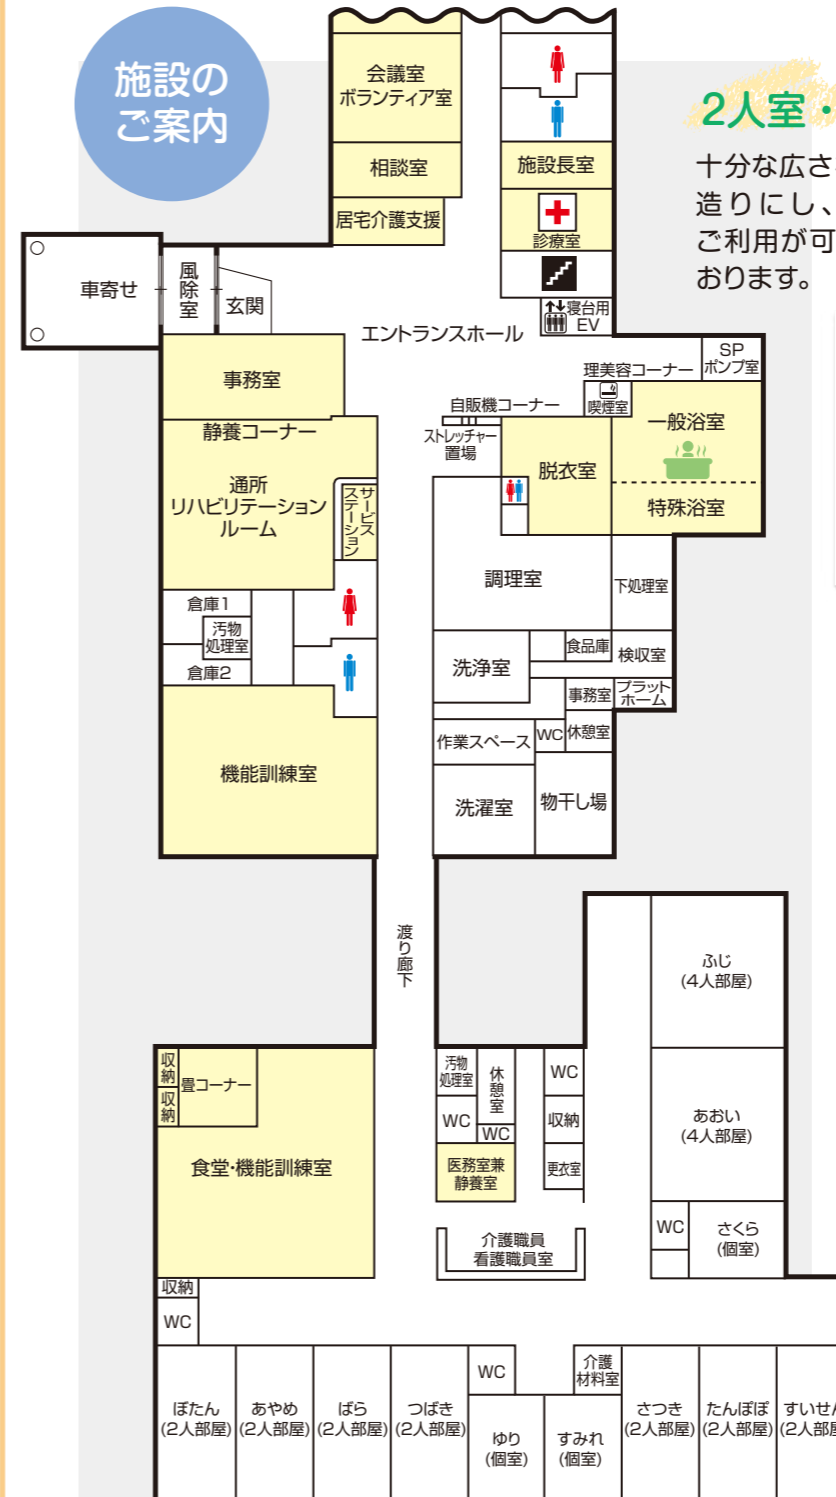 施設の
ご案内
会議室
ボランティア室
相談室
居宅介護支援
施設長室
診療室
寝台用
EV
2人室・
十分な広さ
造りにし、
ご利用が可
おります。
車寄せ
風除室
玄関
エントランスホール
事務室
静養コーナー
通所
リハビリテーション
ルーム
サービス
ステーション
自販機コーナー
ストレッチャー
置場
理美容コーナー
喫煙室
SP
ポンプ室
脱衣室
一般浴室
特殊浴室
倉庫1
汚物
処理室
倉庫2
機能訓練室
調理室
下処理室
洗浄室
食品庫
検収室
事務室
プラット
ホーム
作業スペース
WC
休憩室
洗濯室
物干し場
渡り廊下
ふじ
(4人部屋)
あおい
(4人部屋)
WC
さくら
(個室)
収納
収納
畳コーナー
食堂・機能訓練室
汚物
処理室
休憩室
WC
WC
WC
収納
医務室兼
静養室
更衣室
介護職員
看護職員室
収納
WC
ぼたん
(2人部屋)
あやめ
(2人部屋)
ばら
(2人部屋)
つばき
(2人部屋)
WC
ゆり
(個室)
介護
材料室
すみれ
(個室)
さつき
(2人部屋)
たんぽぽ
(2人部屋)
すいせん
(2人部屋